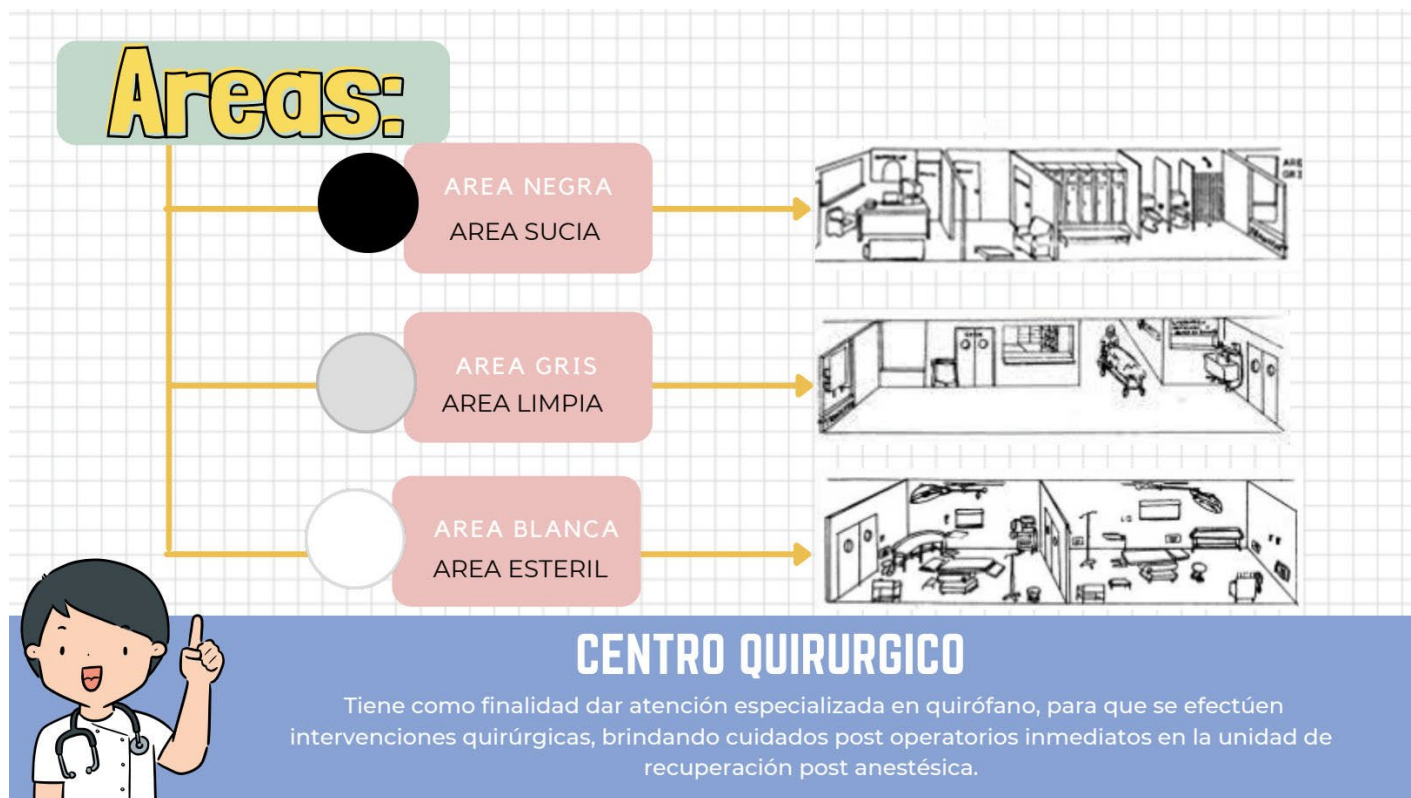 Areas:
AREA NEGRA
AREA SUCIA
ARE
GRI
AREA GRIS
AREA LIMPIA
AREA BLANCA
AREA ESTERIL
CENTRO QUIRURGICO
Tiene como finalidad dar atención especializada en quirófano, para que se efectúen
intervenciones quirúrgicas, brindando cuidados post operatorios inmediatos en la unidad de
recuperación post anestésica.